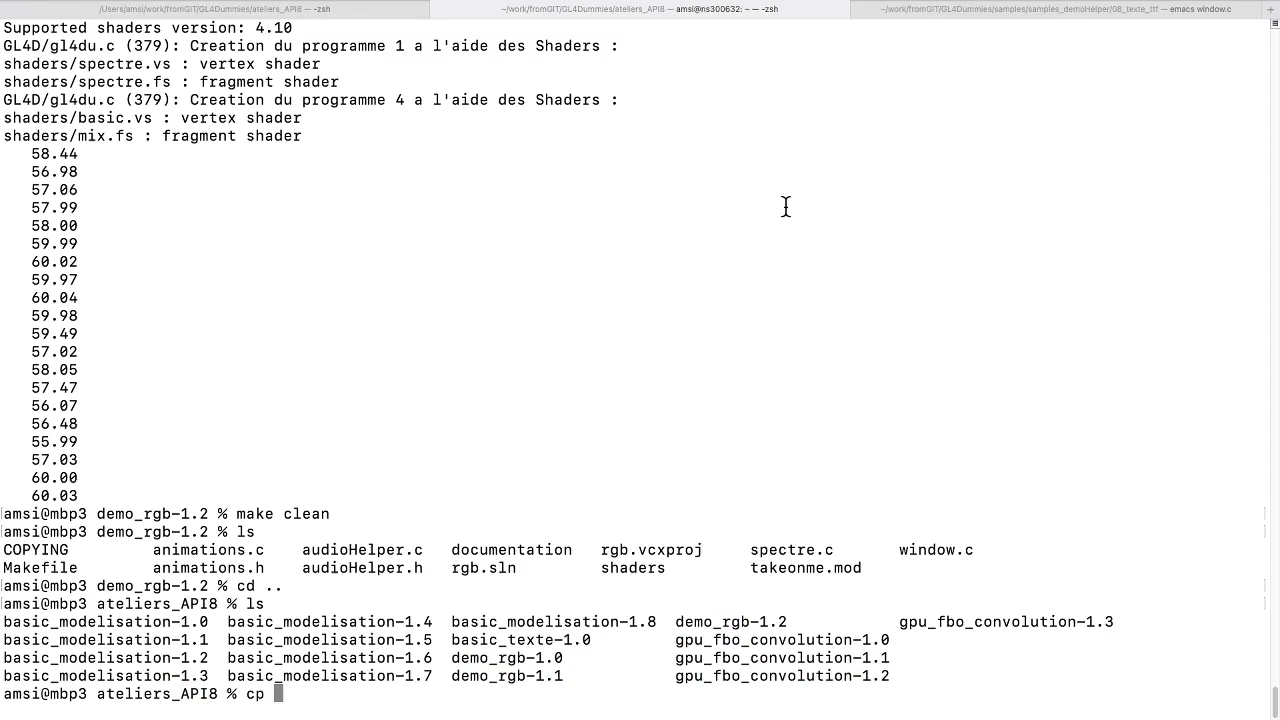 /Users/amsi/work/fromGIT/GL4Dummies/ateliers_API8 — -zsh
~/work/fromGIT/GL4Dummies/ateliers_API8 — amsi@ns300632: ~ — -zsh
~/work/fromGIT/GL4Dummies/samples/samples_demoHelper/08_texte_ttf — emacs window.c
+
Supported shaders version: 4.10
GL4D/gl4du.c (379): Creation du programme 1 a l'aide des Shaders :
shaders/spectre.vs : vertex shader
shaders/spectre.fs : fragment shader
GL4D/gl4du.c (379): Creation du programme 4 a l'aide des Shaders :
shaders/basic.vs : vertex shader
shaders/mix.fs : fragment shader
58.44
56.98
57.06
57.99
58.00
59.99
60.02
59.97
60.04
59.98
59.49
57.02
58.05
57.47
56.07
56.48
55.99
57.03
60.00
60.03
amsi@mbp3 demo_rgb-1.2 % make clean
amsi@mbp3 demo_rgb-1.2 % ls
COPYING animations.c audioHelper.c documentation rgb.vcxproj spectre.c window.c
Makefile animations.h audioHelper.h rgb.sln shaders takeonme.mod
amsi@mbp3 demo_rgb-1.2 % cd ..
amsi@mbp3 ateliers_API8 % ls
basic_modelisation-1.0 basic_modelisation-1.4 basic_modelisation-1.8 demo_rgb-1.2 gpu_fbo_convolution-1.3
basic_modelisation-1.1 basic_modelisation-1.5 basic_texte-1.0 gpu_fbo_convolution-1.0
basic_modelisation-1.2 basic_modelisation-1.6 demo_rgb-1.0 gpu_fbo_convolution-1.1
basic_modelisation-1.3 basic_modelisation-1.7 demo_rgb-1.1 gpu_fbo_convolution-1.2
amsi@mbp3 ateliers_API8 % cp